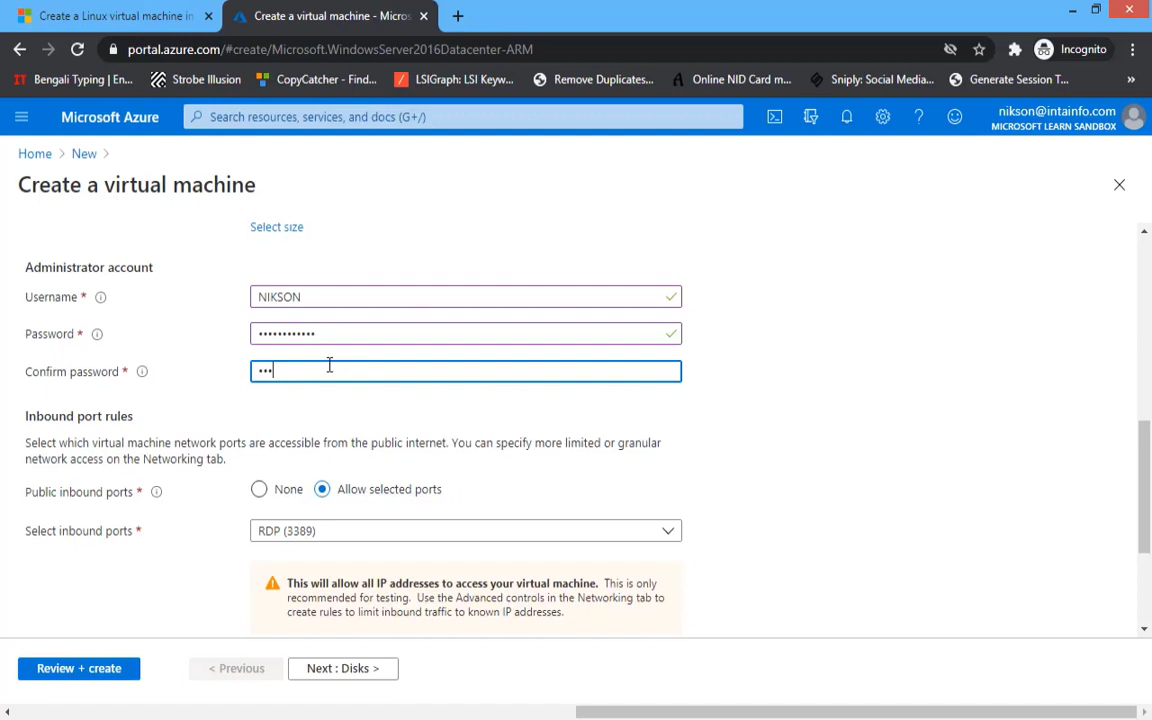 Create a Linux virtual machine in
Create a virtual machine - Micros
portal.azure.com/#create/Microsoft.WindowsServer2016Datacenter-ARM
Incognito
Bengali Typing | En...
Strobe Illusion
CopyCatcher - Find...
LSIGraph: LSI Keyw...
Remove Duplicates...
Online NID Card m...
Sniply: Social Media...
Generate Session T...
Microsoft Azure
Search resources, services, and docs (G+/)
nikson@intainfo.com
MICROSOFT LEARN SANDBOX
Home > New >
Create a virtual machine
Select size
Administrator account
Username *
NIKSON
Password *
••••••••••••
Confirm password *
•••
Inbound port rules
Select which virtual machine network ports are accessible from the public internet. You can specify more limited or granular
network access on the Networking tab.
Public inbound ports *
None
Allow selected ports
Select inbound ports *
RDP (3389)
This will allow all IP addresses to access your virtual machine. This is only
recommended for testing. Use the Advanced controls in the Networking tab to
create rules to limit inbound traffic to known IP addresses.
Review + create
< Previous
Next : Disks >